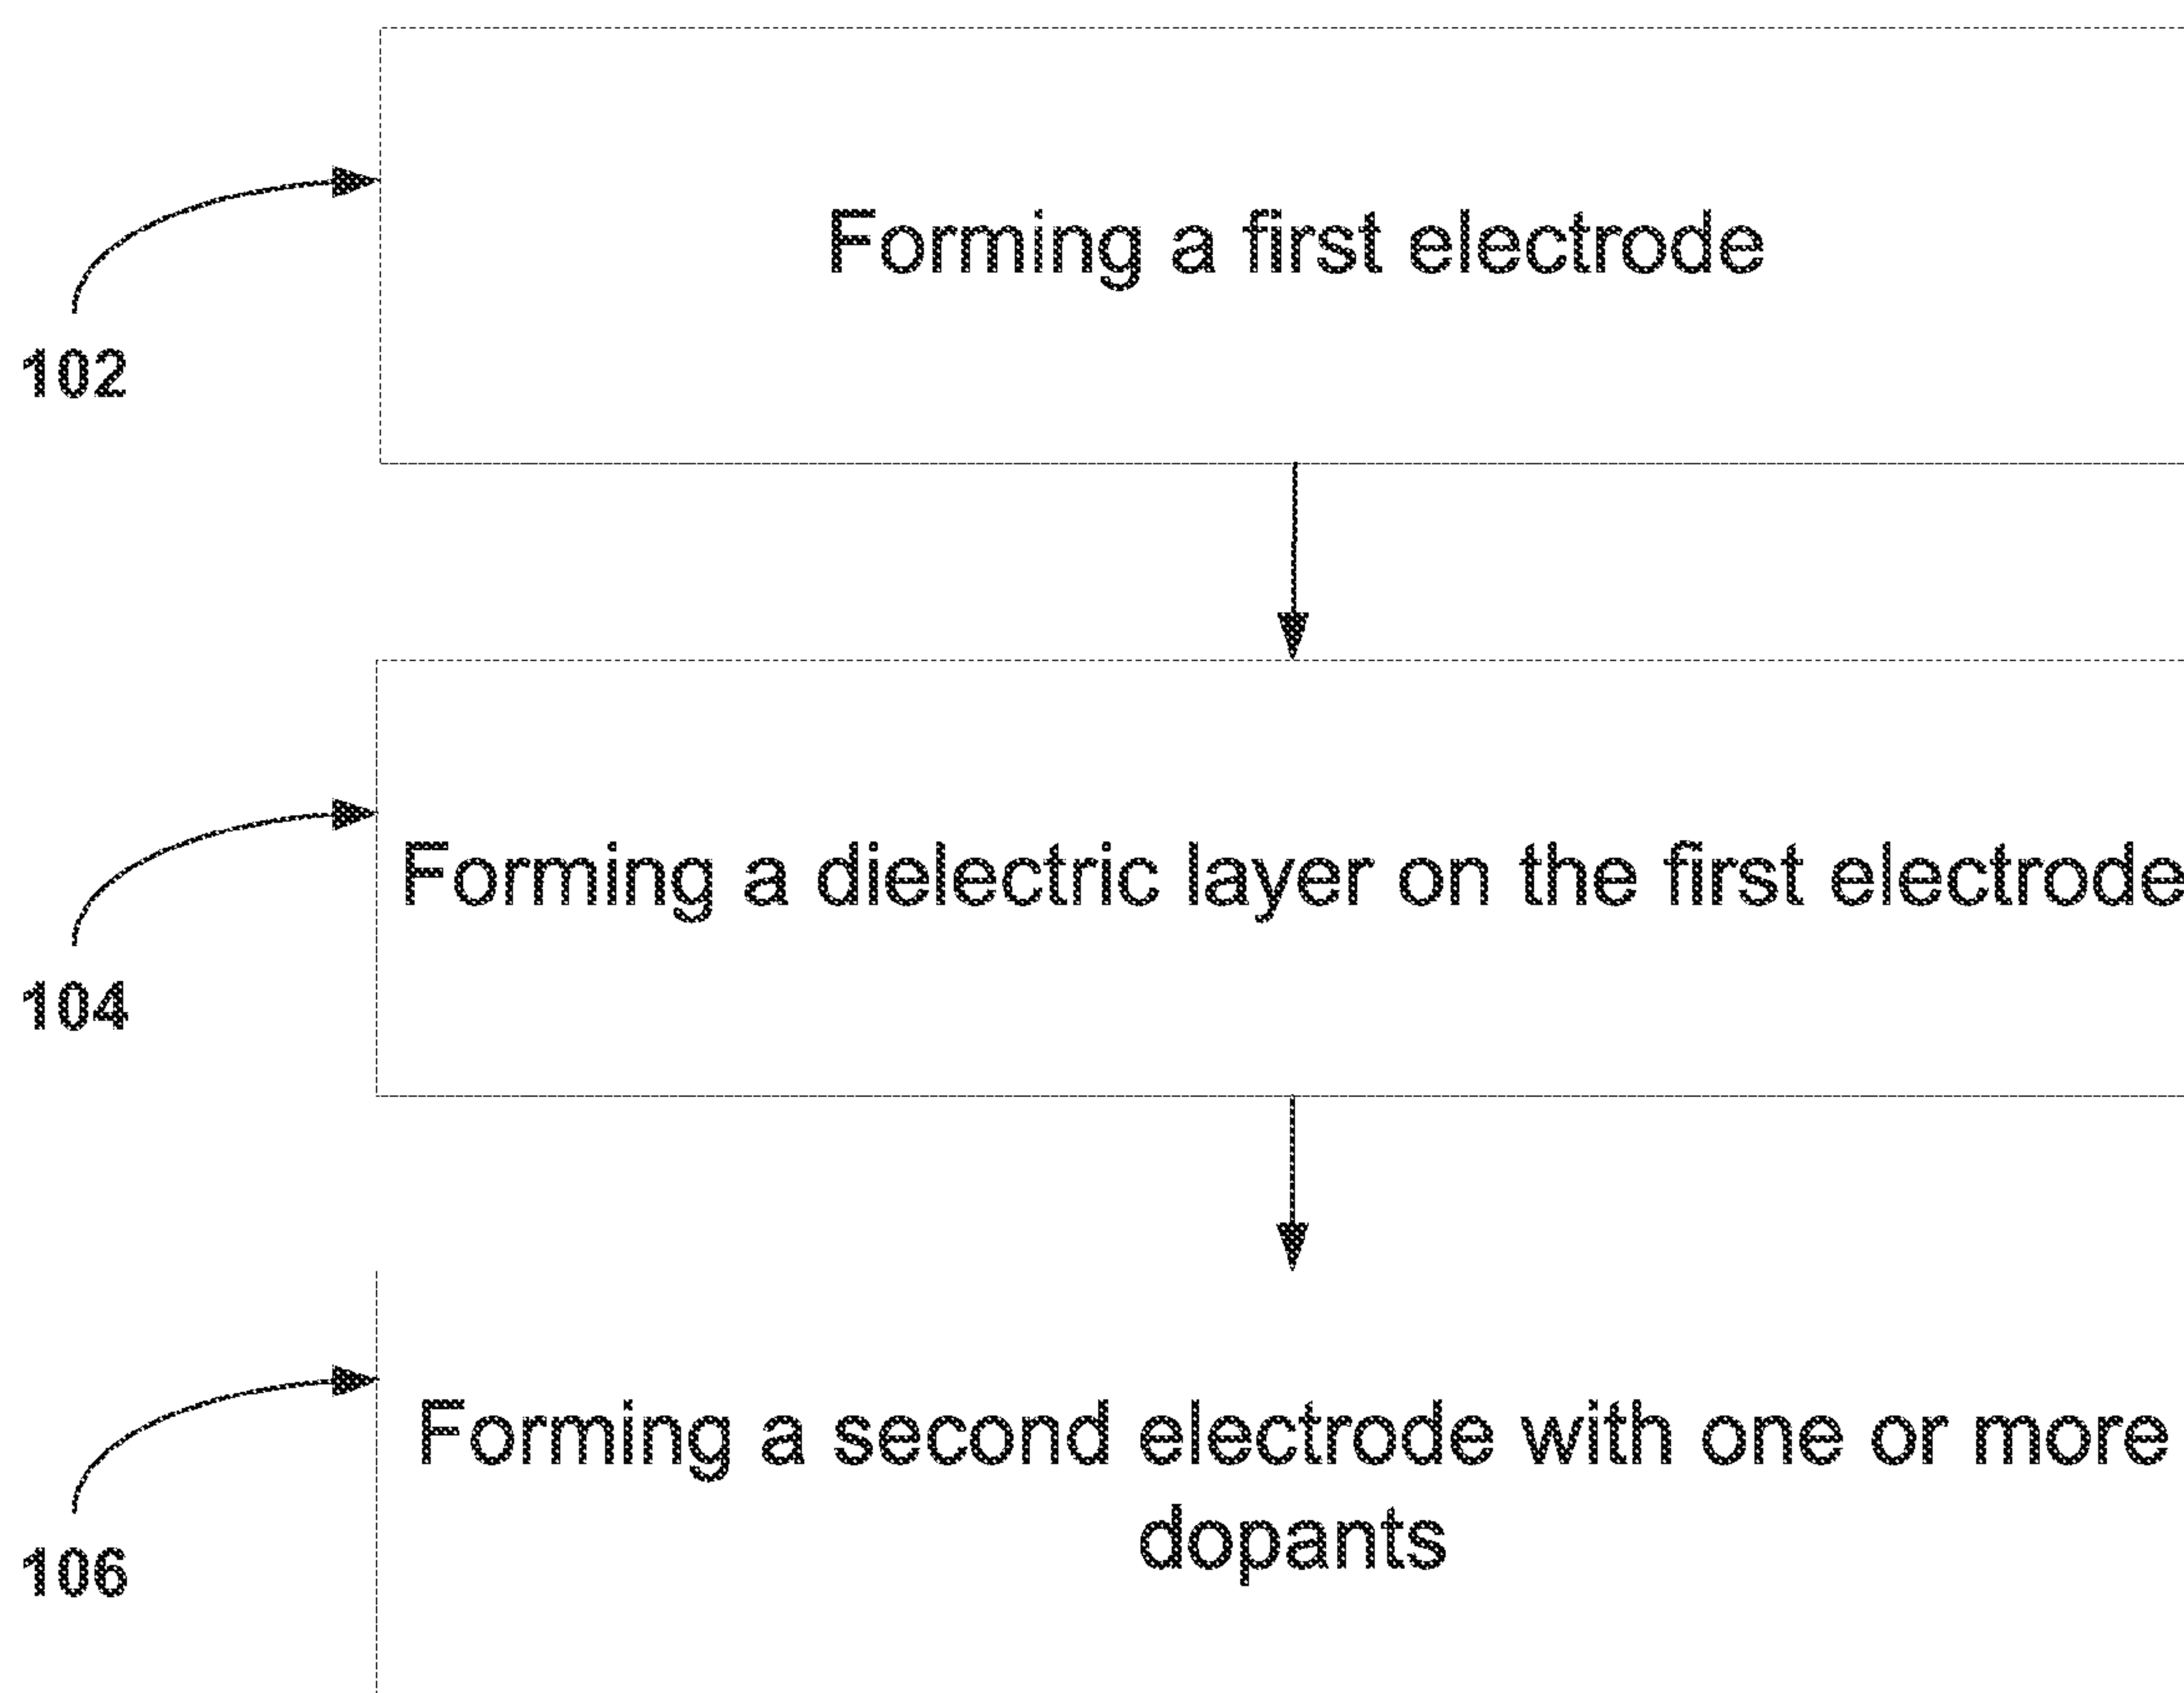 Forming a first electrode
102
Forming a dielectric layer on the first electrode
104
Forming a second electrode with one or more
dopants
106